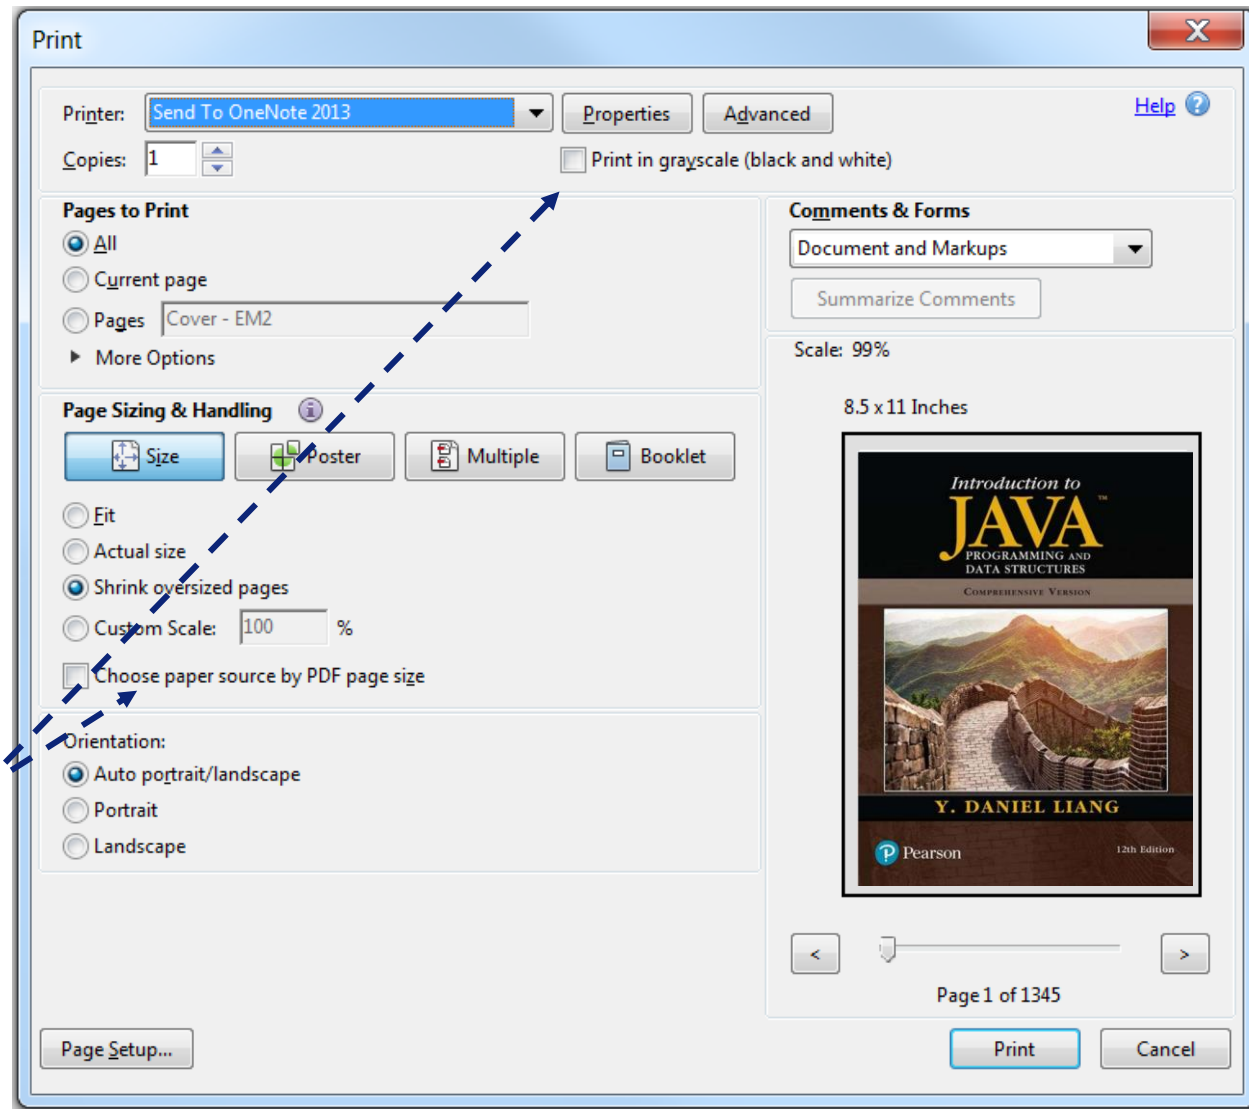 Print
X
Printer: Send To OneNote 2013 Properties Advanced Help ?
Copies: 1 Print in grayscale (black and white)
Pages to Print
All
Current page
Pages Cover - EM2
More Options
Page Sizing & Handling i
Size Poster Multiple Booklet
Fit
Actual size
Shrink oversized pages
Custom Scale: 100 %
Choose paper source by PDF page size
Orientation:
Auto portrait/landscape
Portrait
Landscape
Comments & Forms
Document and Markups
Summarize Comments
Scale: 99%
8.5 x 11 Inches
Introduction to
JAVA™
PROGRAMMING AND
DATA STRUCTURES
COMPREHENSIVE VERSION
Y. DANIEL LIANG
P Pearson 12th Edition
< >
Page 1 of 1345
Page Setup... Print Cancel